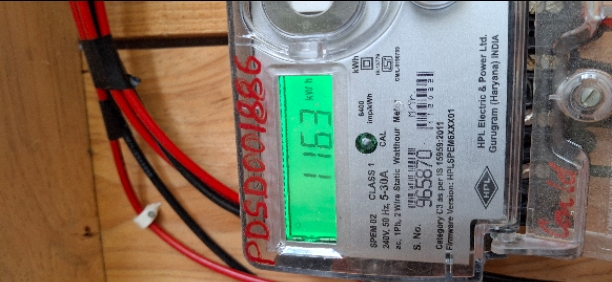 PDSD001886
1163 kWh
kWh
6400
imp/kWh
CAL
SPEM 02 CLASS 1
240V, 50 Hz, 5-30A
ac, 1Ph, 2 Wire Static Watthour Meter
S. No. 965870
Category C3 as per IS 15959:2011
Firmware Version: HPLSPEM6XXX01
HPL
HPL Electric & Power Ltd.
Gurugram (Haryana) INDIA